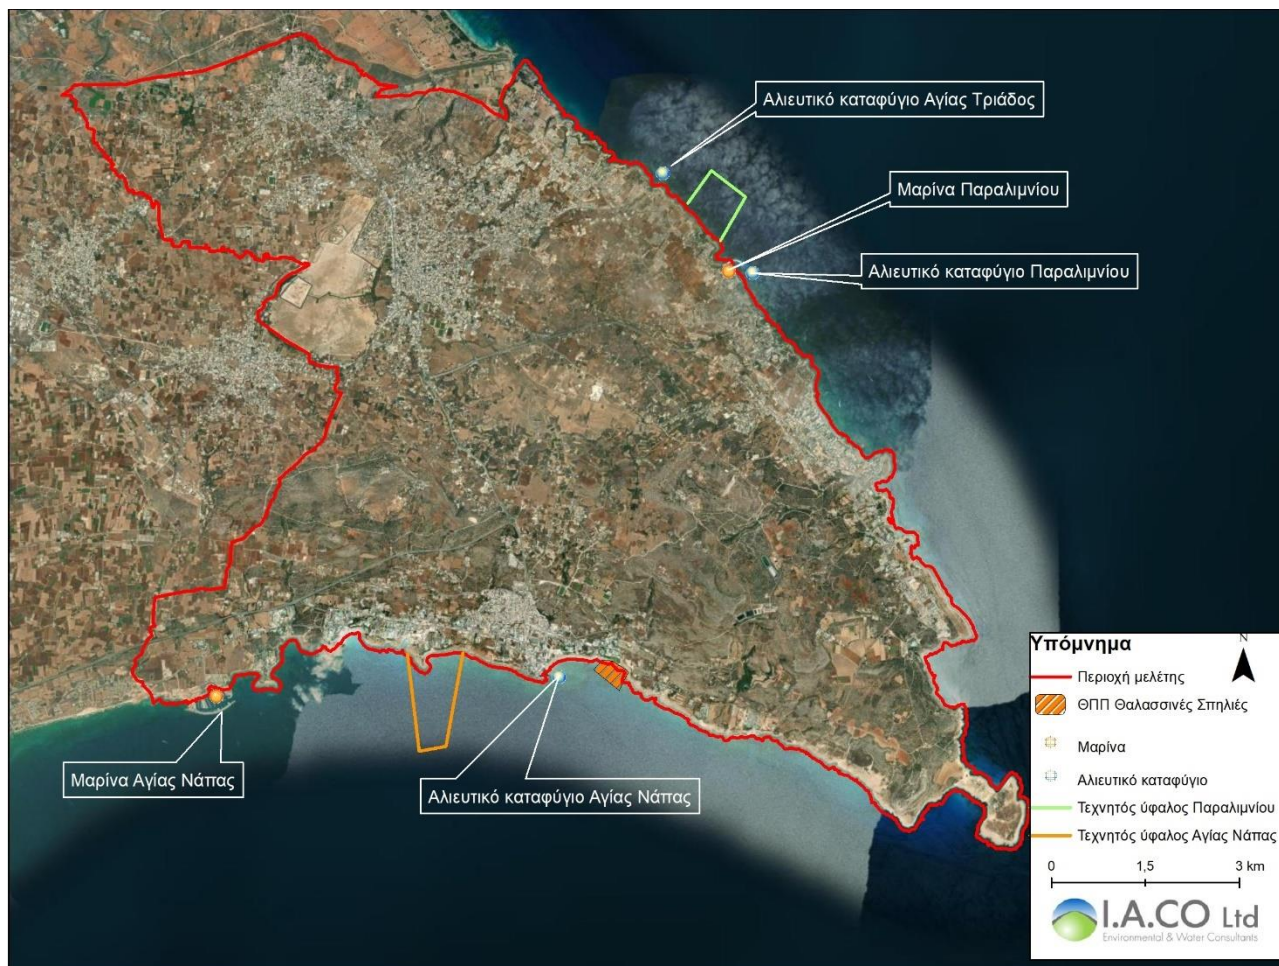 Αλιευτικό καταφύγιο Αγίας Τριάδος
Μαρίνα Παραλιμνίου
Αλιευτικό καταφύγιο Παραλιμνίου
Μαρίνα Αγίας Νάπας
Αλιευτικό καταφύγιο Αγίας Νάπας
Υπόμνημα
N
Περιοχή μελέτης
ΘΠΠ Θαλασσινές Σπηλιές
Μαρίνα
Αλιευτικό καταφύγιο
Τεχνητός ύφαλος Παραλιμνίου
Τεχνητός ύφαλος Αγίας Νάπας
0 1,5 3 km
I.A.CO Ltd
Environmental & Water Consultants